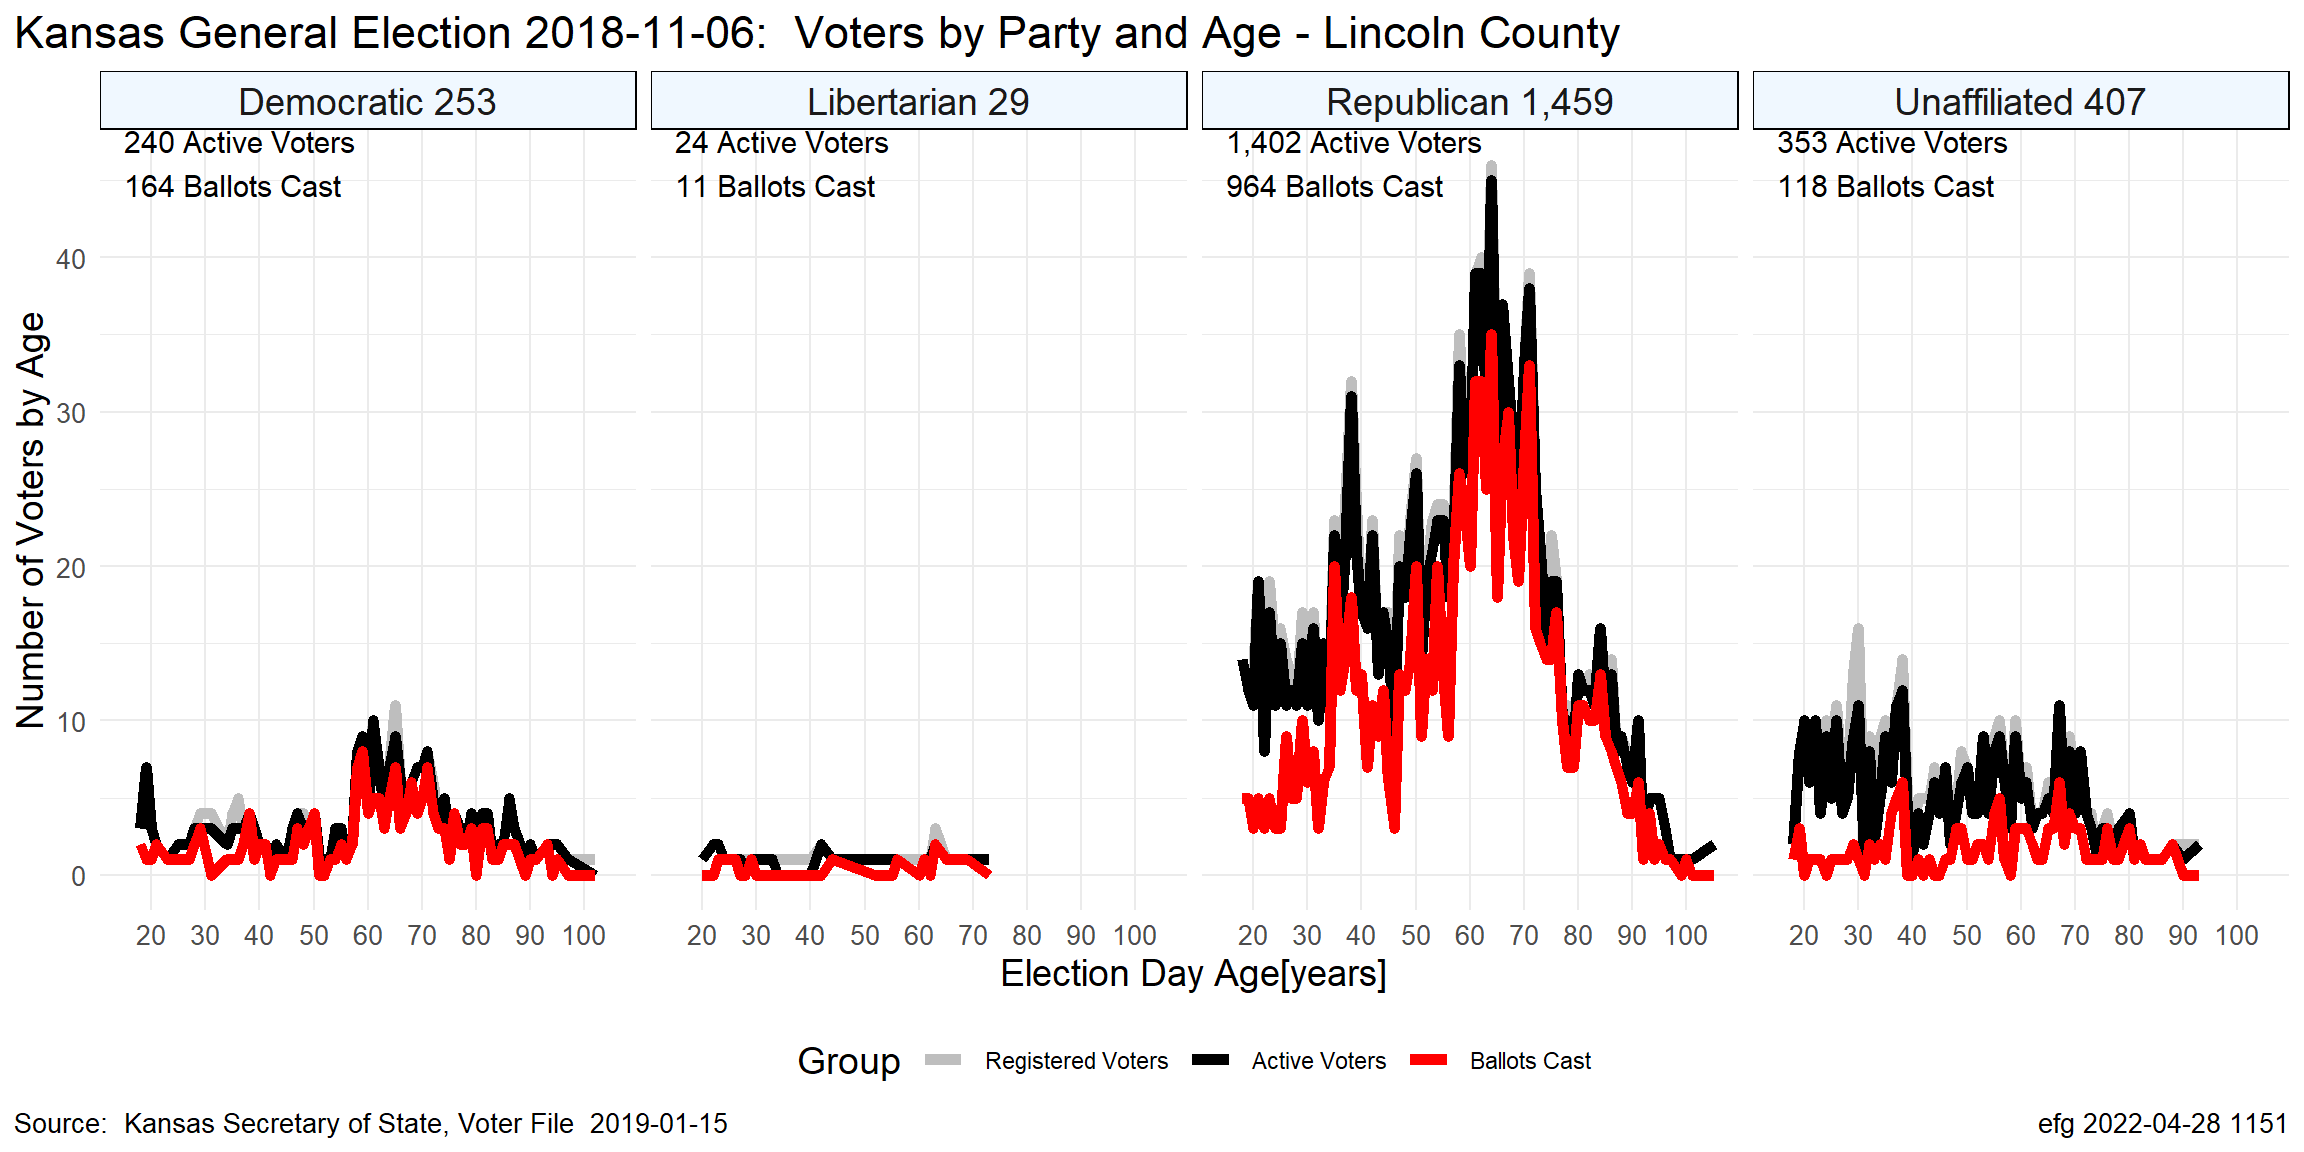 Kansas General Election 2018-11-06:  Voters by Party and Age - Lincoln County
Democratic 253
Libertarian 29
Republican 1,459
Unaffiliated 407
240 Active Voters
164 Ballots Cast
24 Active Voters
11 Ballots Cast
1,402 Active Voters
964 Ballots Cast
353 Active Voters
118 Ballots Cast
Number of Voters by Age
40
30
20
10
0
20 30 40 50 60 70 80 90 100
20 30 40 50 60 70 80 90 100
20 30 40 50 60 70 80 90 100
20 30 40 50 60 70 80 90 100
Election Day Age[years]
Group Registered Voters Active Voters Ballots Cast
Source:  Kansas Secretary of State, Voter File  2019-01-15
efg 2022-04-28 1151